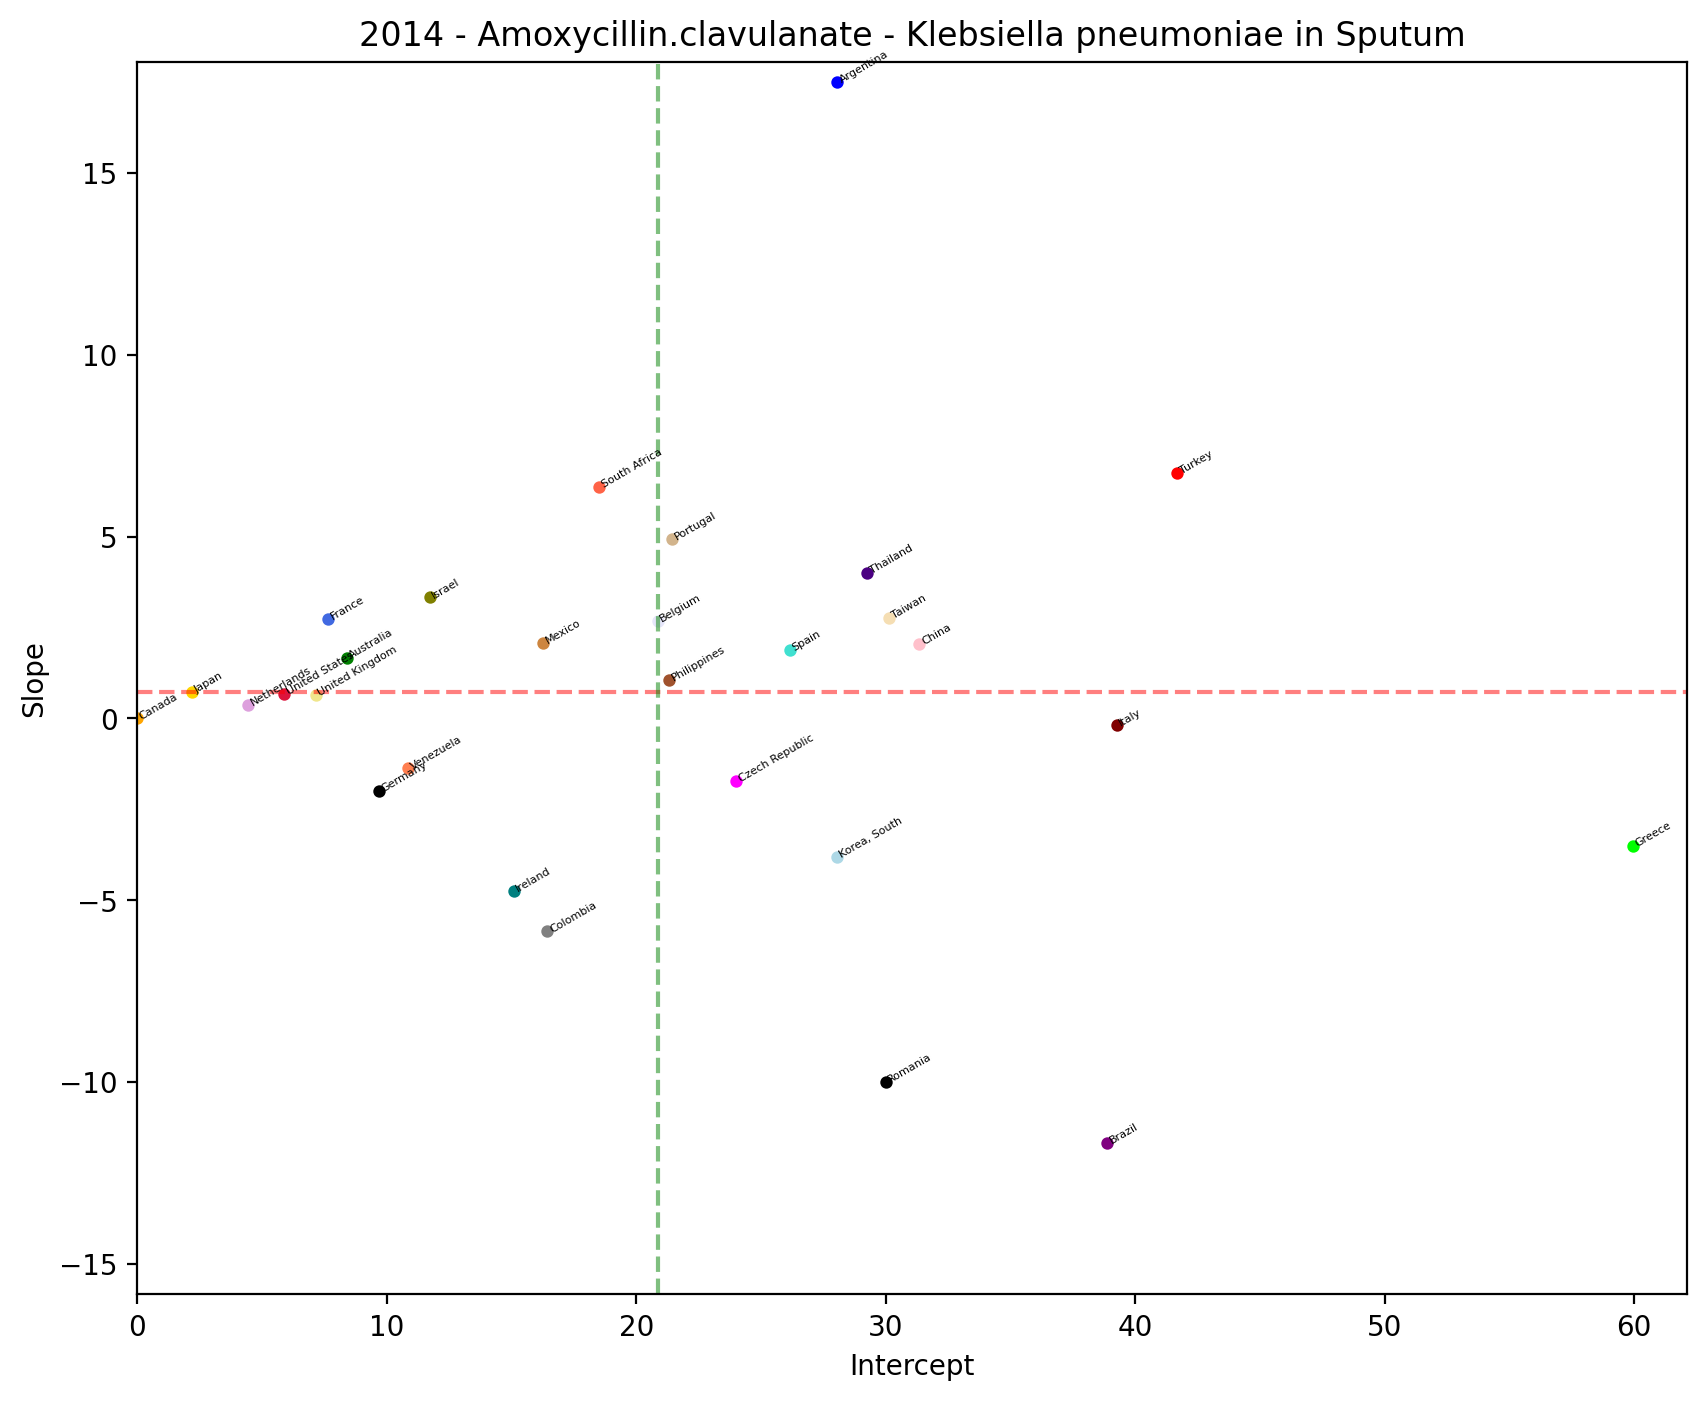 2014 - Amoxycillin.clavulanate - Klebsiella pneumoniae in Sputum
Argentina
15
10
Turkey
South Africa
Portugal
5
Thailand
Israel
France
Taiwan
Belgium
Mexico
Spain
China
Australia
Philippines
United States
United Kingdom
Netherlands
Japan
Canada
0
Italy
Venezuela
Germany
Czech Republic
Korea, South
Greece
Ireland
−5
Colombia
Romania
−10
Brazil
−15
Slope
0 10 20 30 40 50 60
Intercept